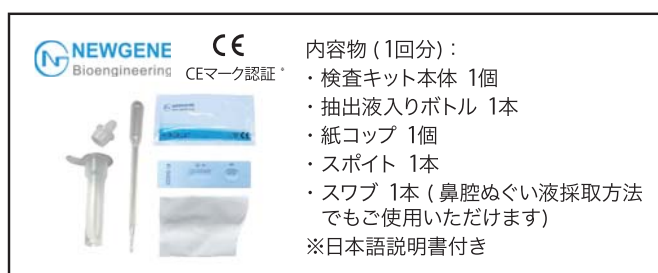 NEWGENE
Bioengineering
CE
CEマーク認証*
内容物 (1回分)：
・検査キット本体 1個
・抽出液入りボトル 1本
・紙コップ 1個
・スポイト 1本
・スワブ 1本 ( 鼻腔ぬぐい液採取方法
でもご使用いただけます)
※日本語説明書付き